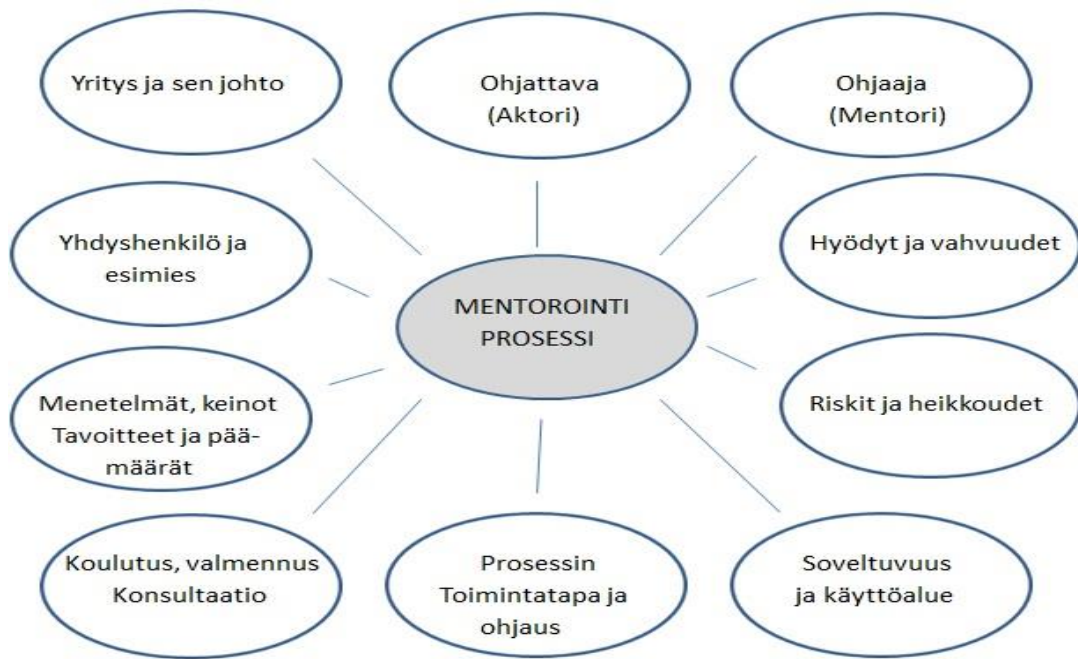 Yritys ja sen johto
Ohjattava
(Aktori)
Ohjaaja
(Mentori)
Yhdyshenkilö ja
esimies
Hyödyt ja vahvuudet
MENTOROINTI
PROSESSI
Menetelmät, keinot
Tavoitteet ja pää-
määrät
Riskit ja heikkoudet
Koulutus, valmennus
Konsultaatio
Prosessin
Toimintatapa ja
ohjaus
Soveltuvuus
ja käyttöalue